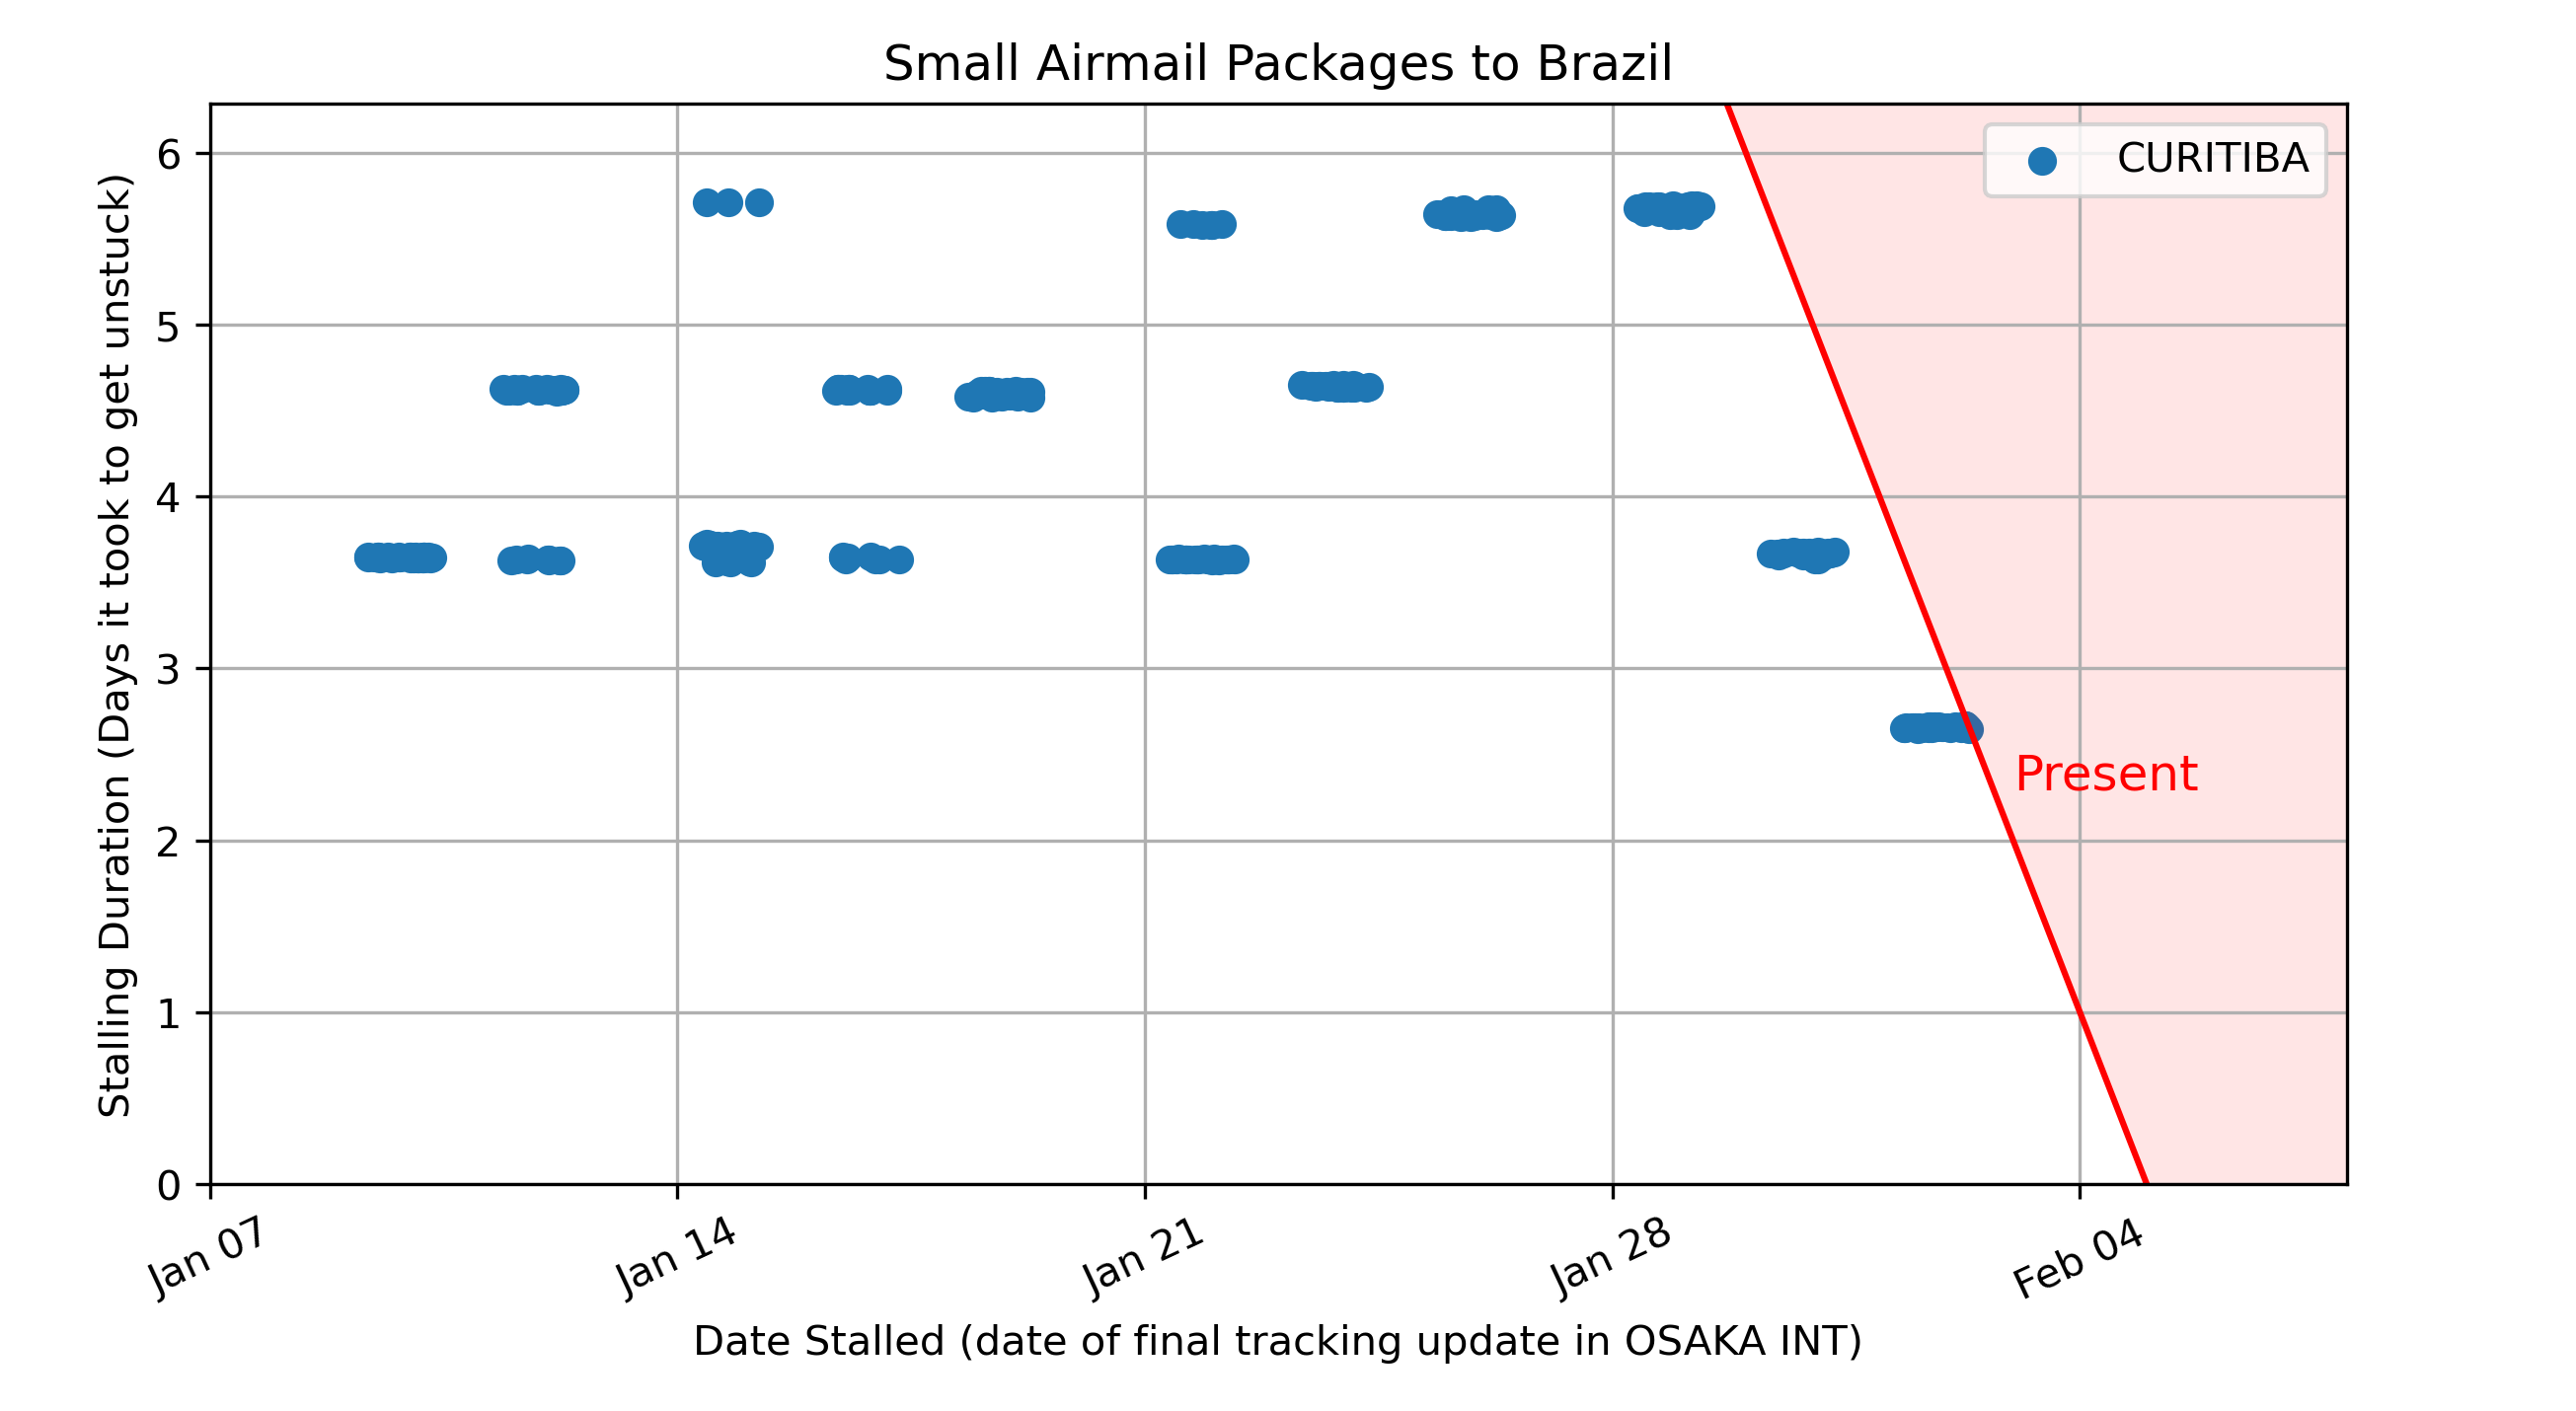 Small Airmail Packages to Brazil
CURITIBA
Present
Stalling Duration (Days it took to get unstuck)
6
5
4
3
2
1
0
Jan 07
Jan 14
Jan 21
Jan 28
Feb 04
Date Stalled (date of final tracking update in OSAKA INT)